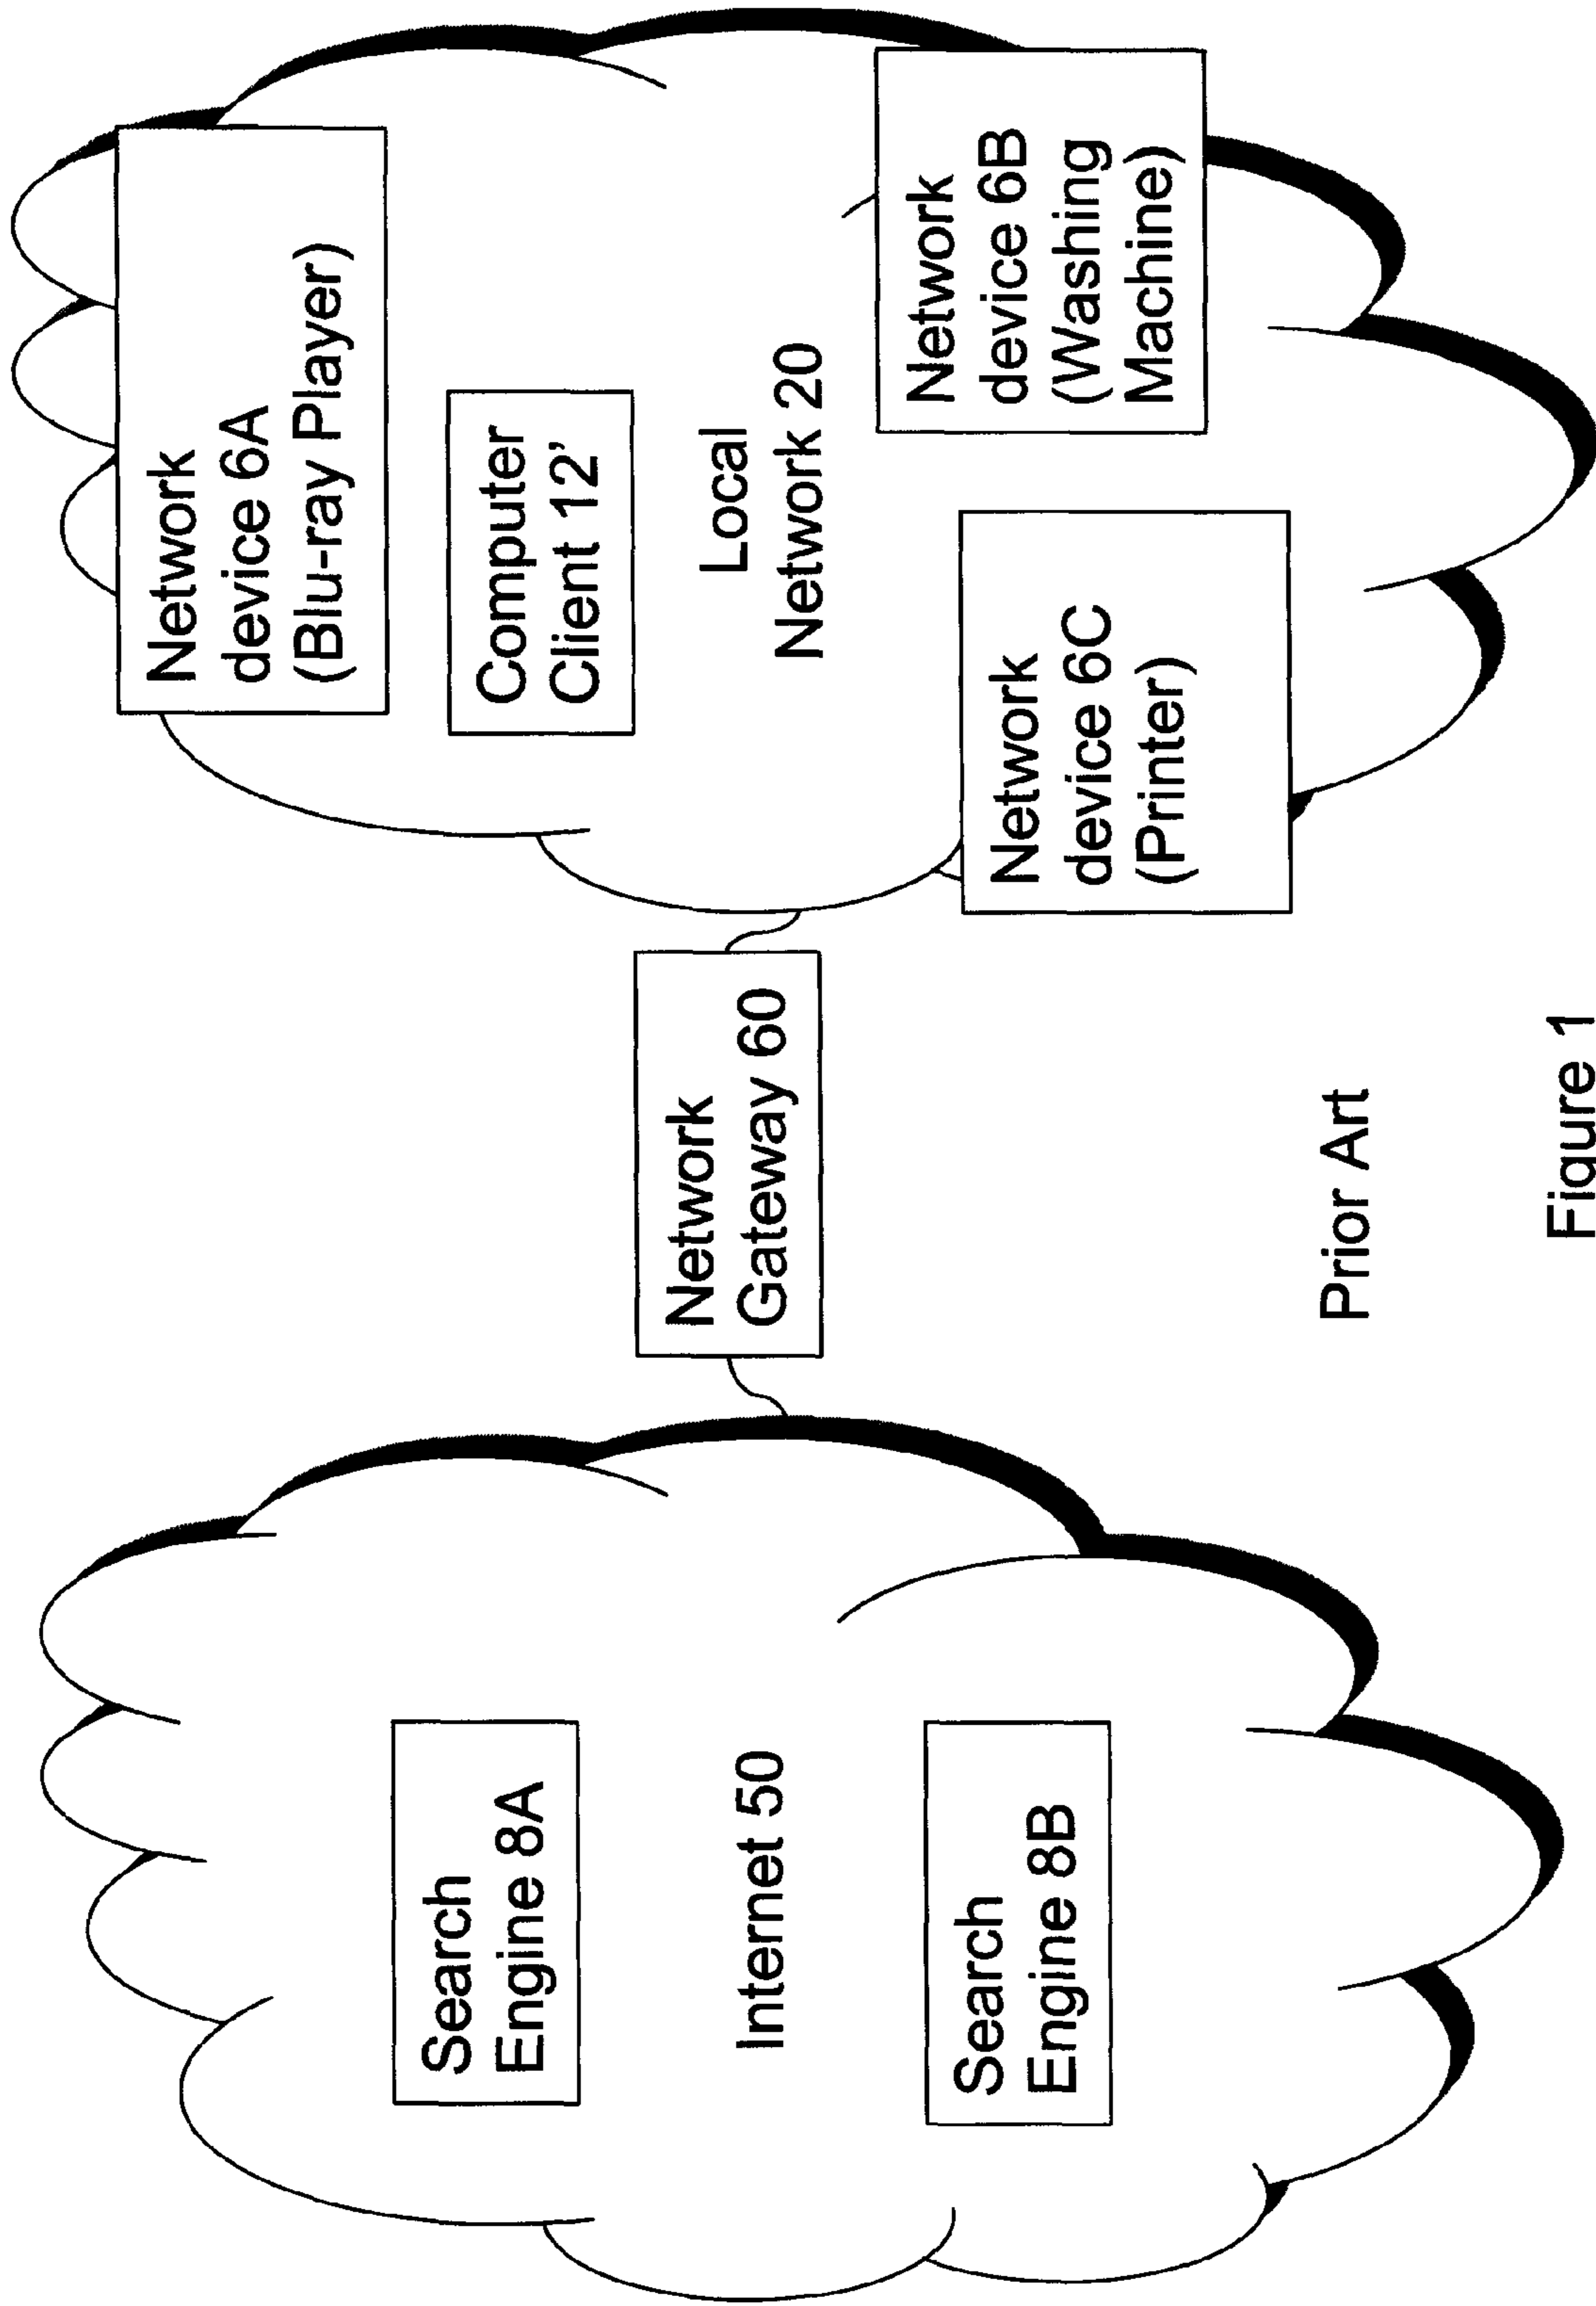 Search
Engine 8A
Internet 50
Search
Engine 8B
Network
Gateway 60
Network
device 6A
(Blu-ray Player)
Computer
Client 12’
Local
Network 20
Network
device 6B
(Washing
Machine)
Network
device 6C
(Printer)
Prior Art
Figure 1